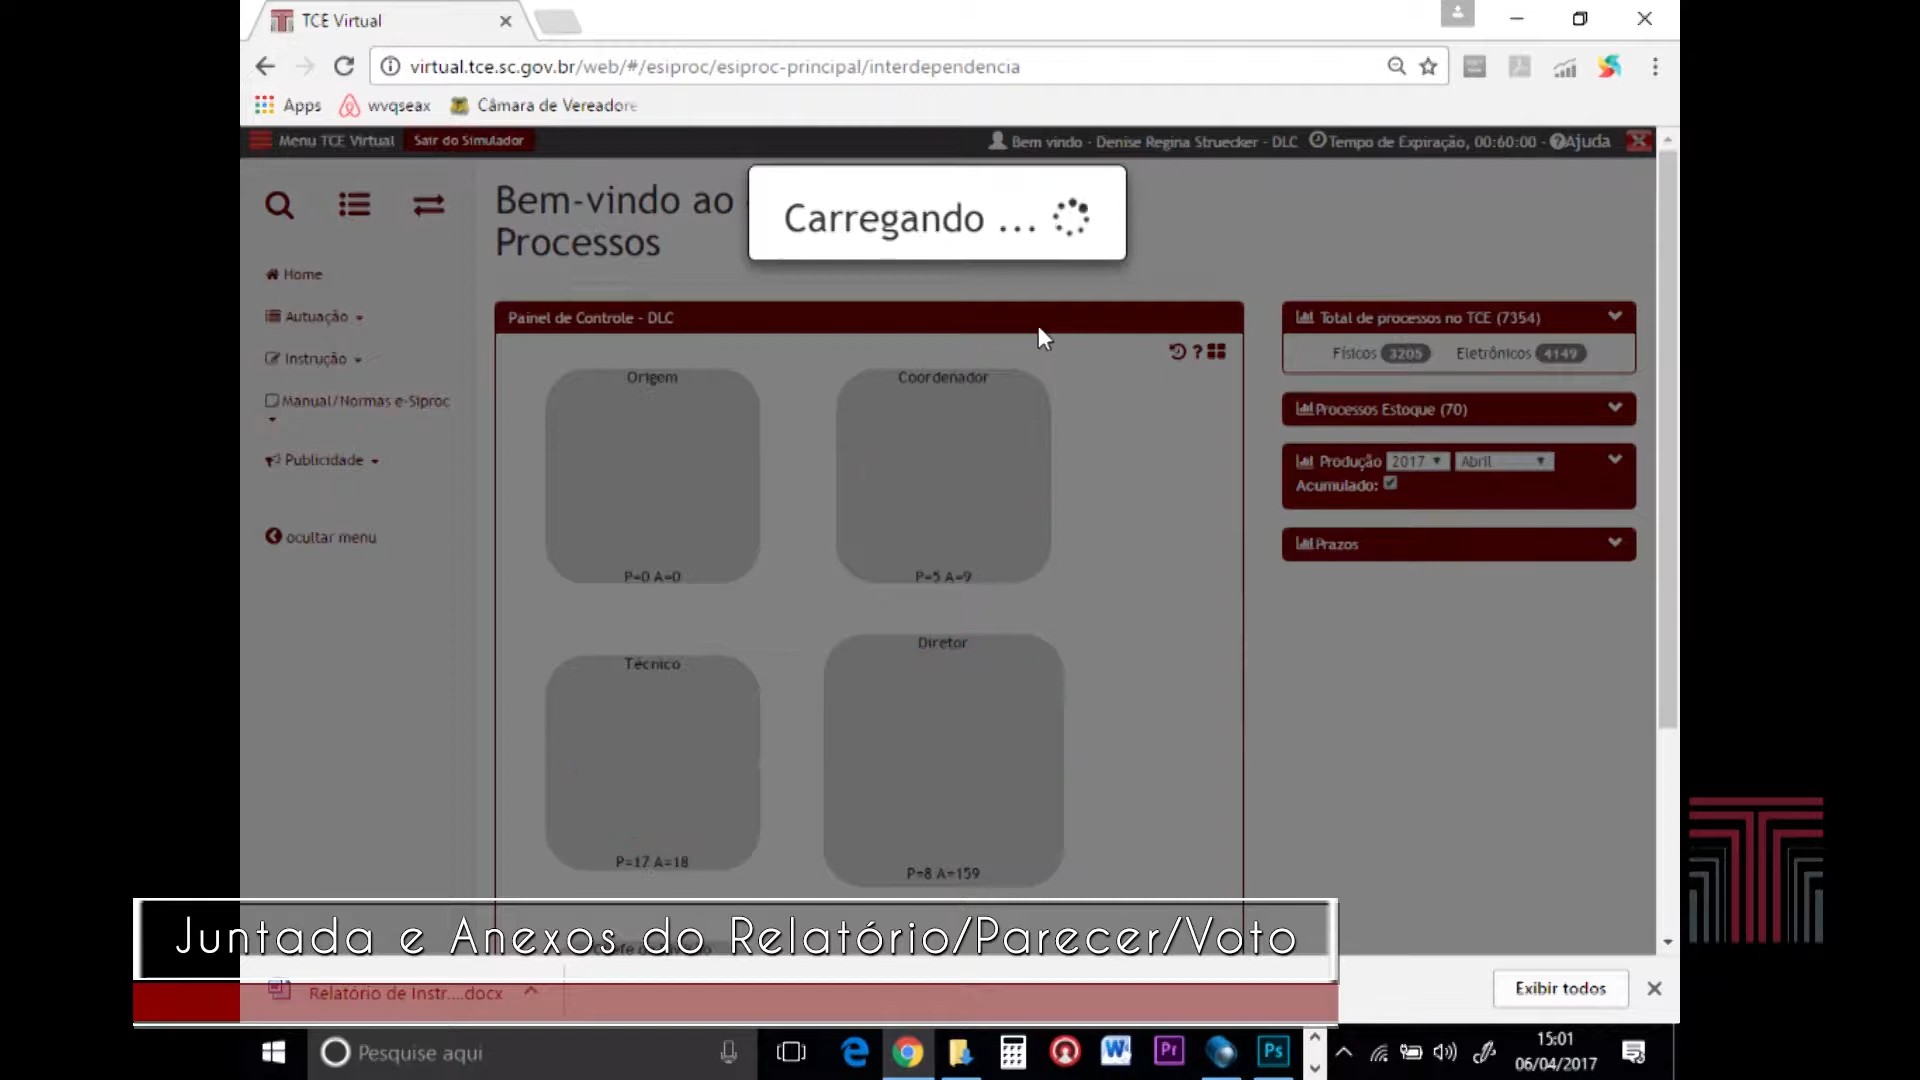 TCE Virtual
virtual.tce.sc.gov.br/web/#/esiproc/esiproc-principal/interdependencia
Apps wvqseax Câmara de Vereadore
Menu TCE Virtual Sair do Simulador Bem vindo - Denise Regina Struecker - DLC Tempo de Expiração, 00:60:00 - Ajuda
Bem-vindo ao
Processos
Carregando ...
Home
Autuação
Instrução
Manual/Normas e-Siproc
Publicidade
ocultar menu
Painel de Controle - DLC
?
Origem
P=0 A=0
Coordenador
P=5 A=9
Técnico
P=17 A=18
Diretor
P=8 A=159
Total de processos no TCE (7354)
Físicos 3205 Eletrônicos 4149
Processos Estoque (70)
Produção 2017 Abril
Acumulado:
Prazos
Juntada e Anexos do Relatório/Parecer/Voto
Relatório de Instr....docx
Exibir todos
Pesquise aqui
W
Pr
Ps
15:01
06/04/2017